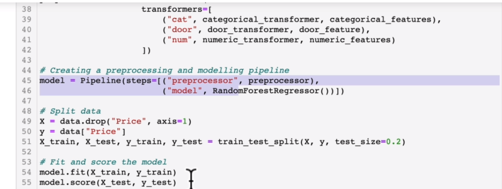 38 transformers=[
39 ("cat", categorical_transformer, categorical_features),
40 ("door", door_transformer, door_feature),
41 ("num", numeric_transformer, numeric_features)
42 ])
43
44 # Creating a preprocessing and modelling pipeline
45 model = Pipeline(steps=[("preprocessor", preprocessor),
46 ("model", RandomForestRegressor())])
47
48 # Split data
49 X = data.drop("Price", axis=1)
50 y = data["Price"]
51 X_train, X_test, y_train, y_test = train_test_split(X, y, test_size=0.2)
52
53 # Fit and score the model
54 model.fit(X_train, y_train)
55 model.score(X_test, y_test)